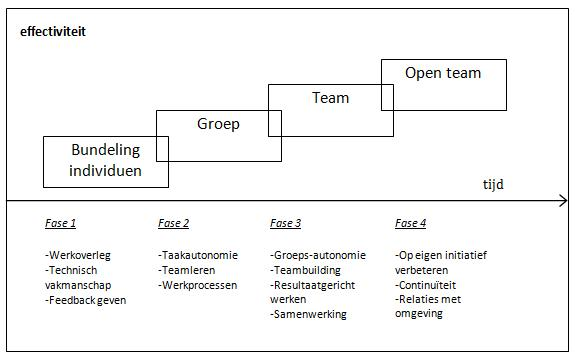 effectiviteit
Open team
Team
Groep
Bundeling
individuen
tijd
Fase 1
-Werkoverleg
-Technisch
vakmanschap
-Feedback geven
Fase 2
-Taakautonomie
-Teamleren
-Werkprocessen
Fase 3
-Groeps-autonomie
-Teambuilding
-Resultaatgericht
werken
-Samenwerking
Fase 4
-Op eigen initiatief
verbeteren
-Continuïteit
-Relaties met
omgeving